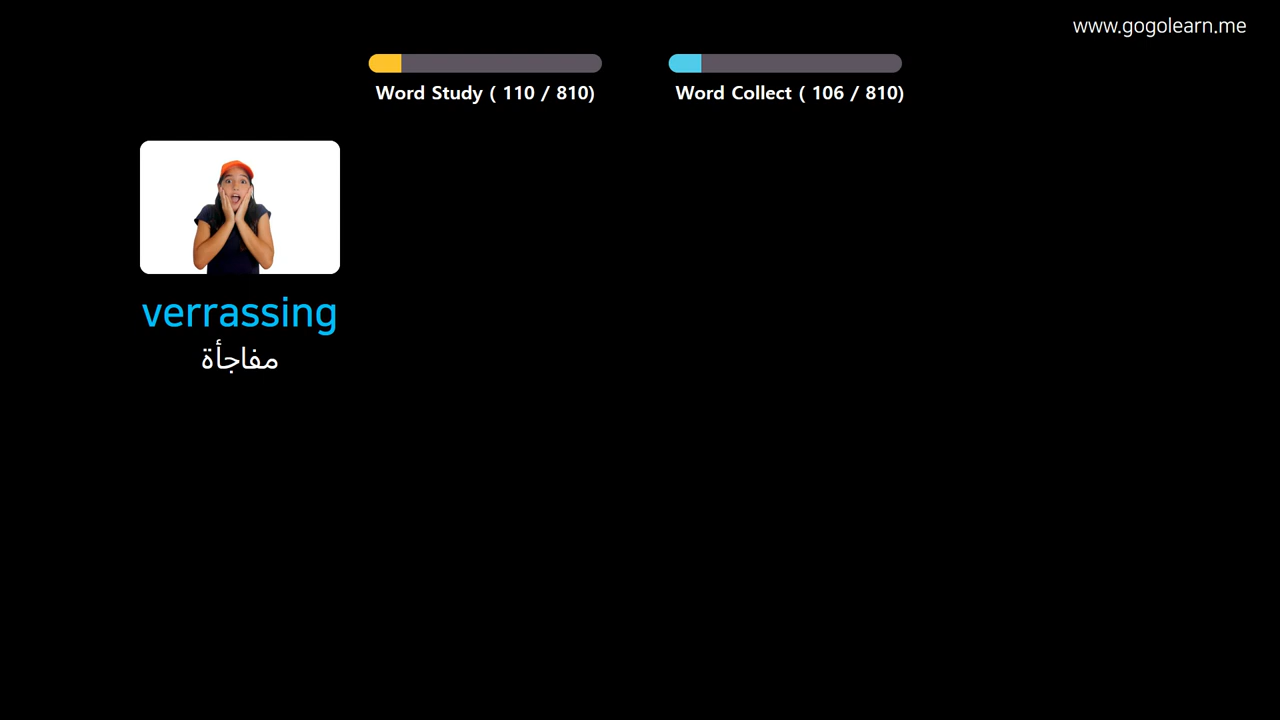 www.gogolearn.me
Word Study ( 110 / 810)
Word Collect ( 106 / 810)
verrassing
مفاجأة